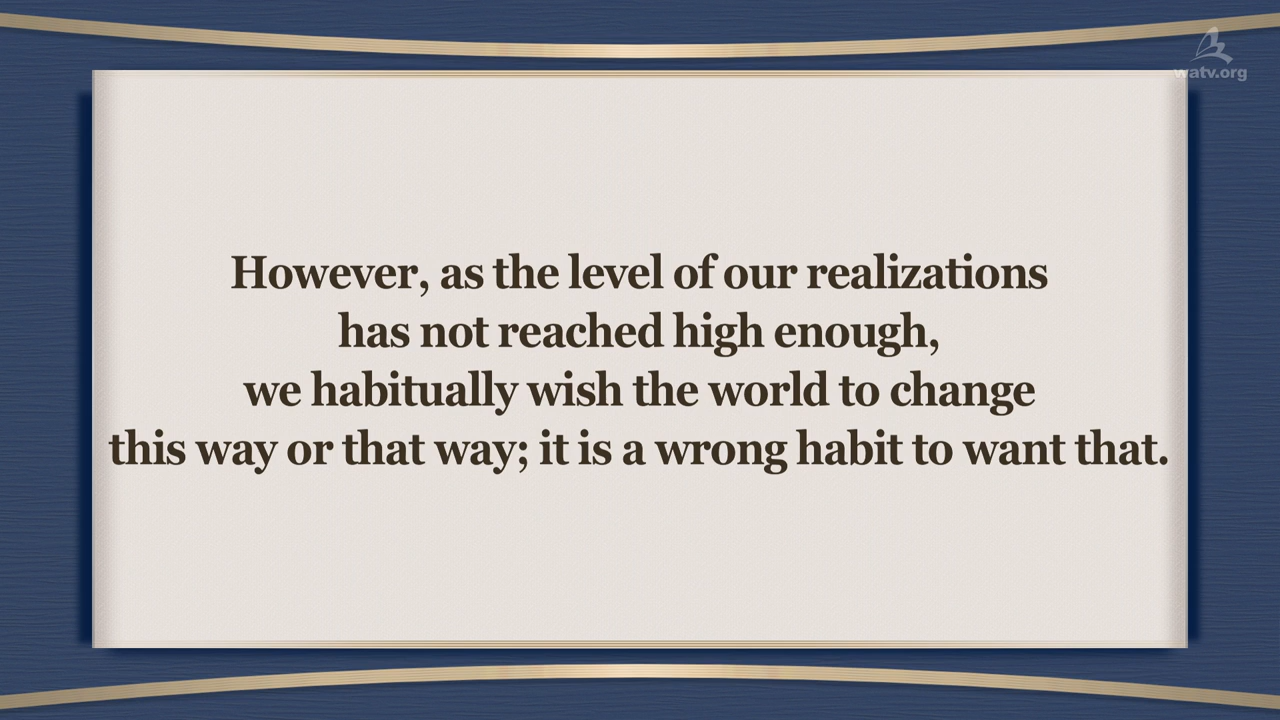 watv.org
However, as the level of our realizations
has not reached high enough,
we habitually wish the world to change
this way or that way; it is a wrong habit to want that.